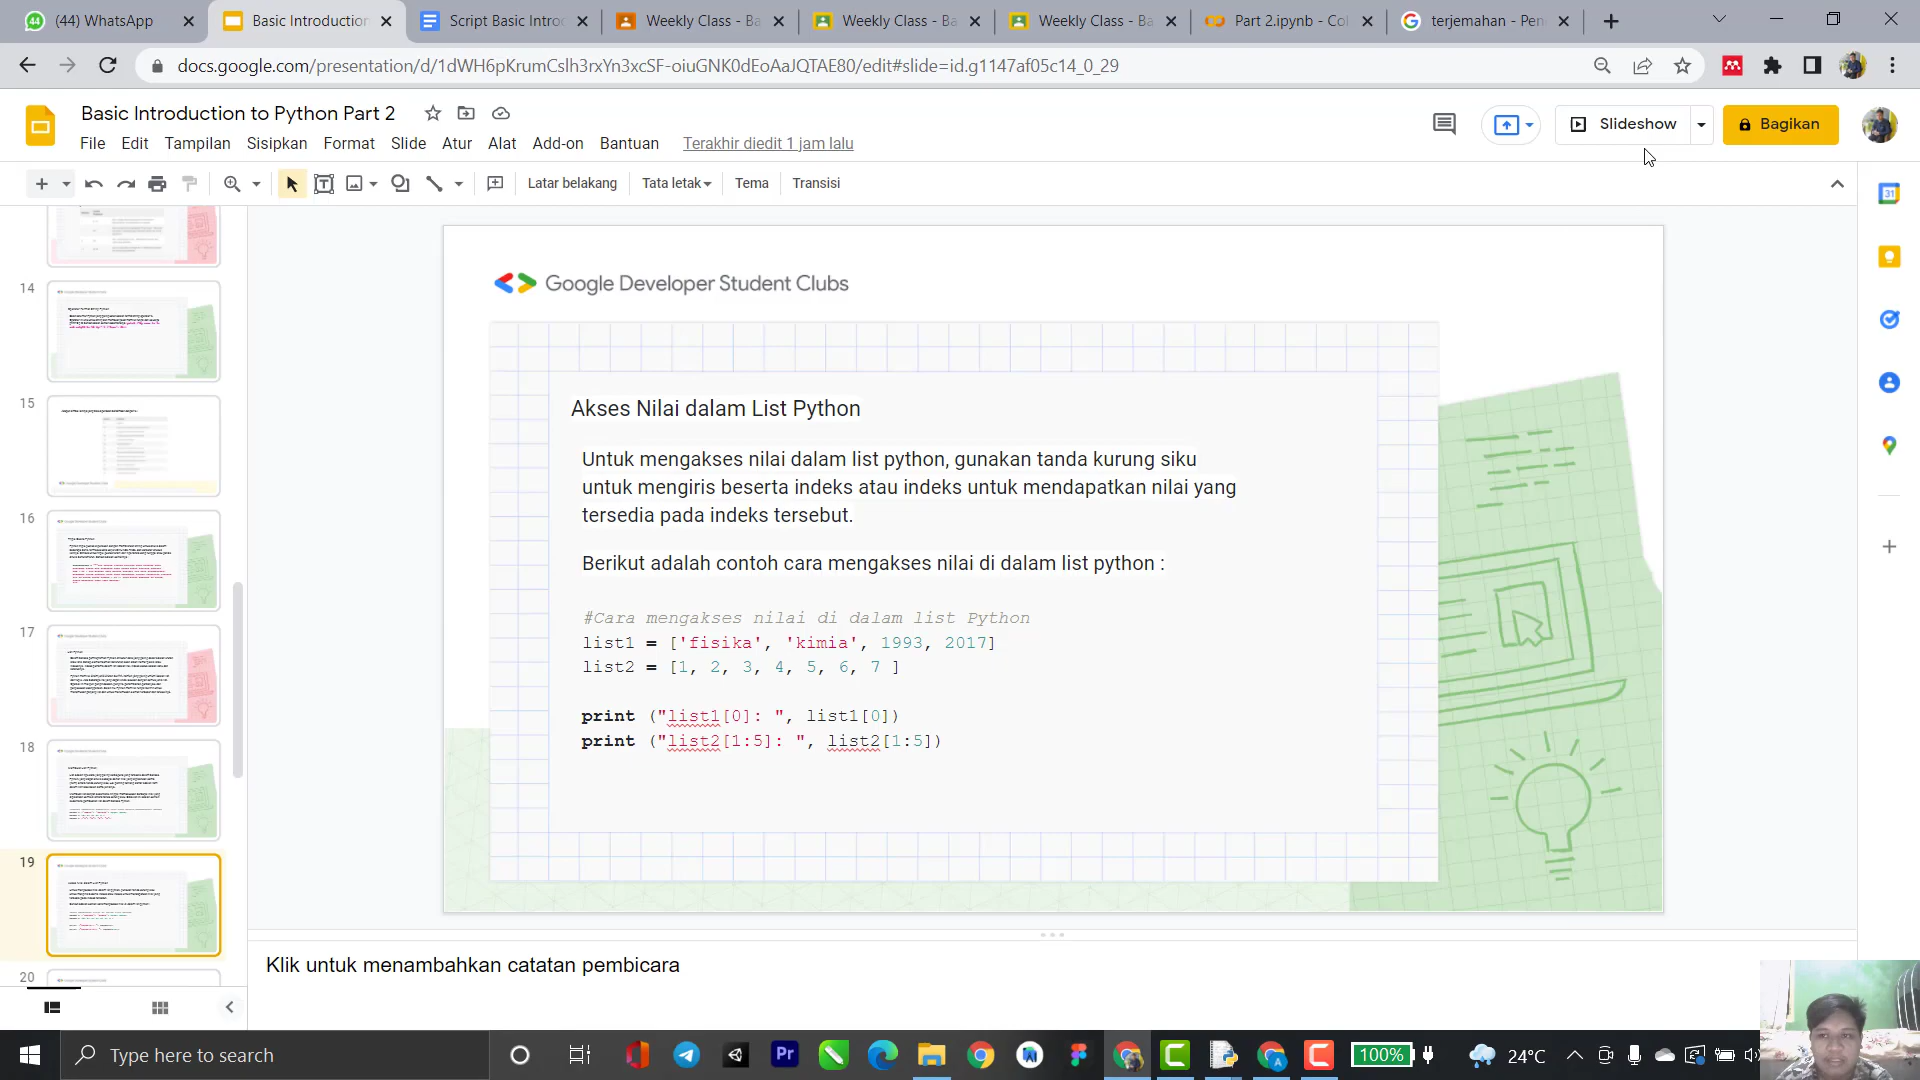 (44) WhatsApp
Basic Introduction
Script Basic Intro
Weekly Class - Ba
Weekly Class - Ba
Weekly Class - Ba
Part 2.ipynb - Co
terjemahan - Pen
docs.google.com/presentation/d/1dWH6pKrumCslh3rxYn3xcSF-oiuGNK0dEoAaJQTAE80/edit#slide=id.g1147af05c14_0_29
Basic Introduction to Python Part 2
File Edit Tampilan Sisipkan Format Slide Atur Alat Add-on Bantuan Terakhir diedit 1 jam lalu
Slideshow
Bagikan
Latar belakang Tata letak Tema Transisi
31
14
15
16
17
18
19
20
Google Developer Student Clubs
Akses Nilai dalam List Python
Untuk mengakses nilai dalam list python, gunakan tanda kurung siku
untuk mengiris beserta indeks atau indeks untuk mendapatkan nilai yang
tersedia pada indeks tersebut.
Berikut adalah contoh cara mengakses nilai di dalam list python :
#Cara mengakses nilai di dalam list Python
list1 = ['fisika', 'kimia', 1993, 2017]
list2 = [1, 2, 3, 4, 5, 6, 7 ]
print ("list1[0]: ", list1[0])
print ("list2[1:5]: ", list2[1:5])
Klik untuk menambahkan catatan pembicara
Type here to search
Pr
100%
24°C